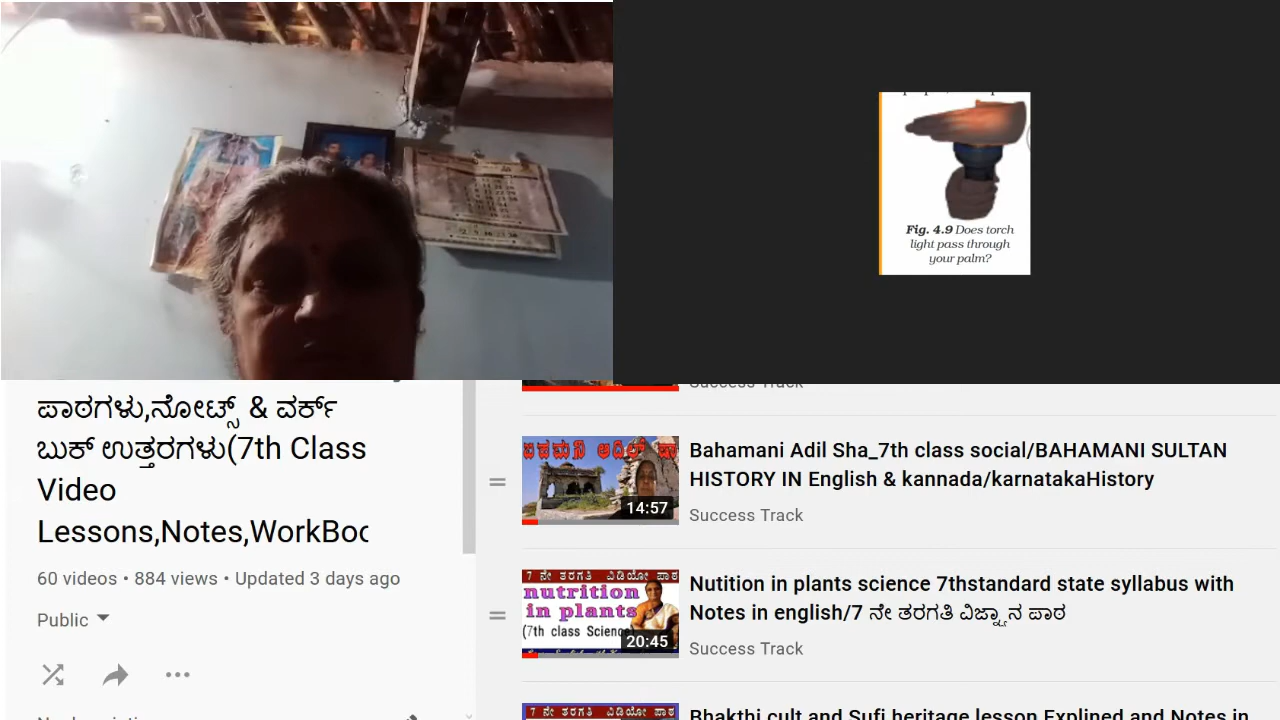 Fig. 4.9 Does torch
light pass through
your palm?
ಪಾಠಗಳು,ನೋಟ್ಸ್ & ವರ್ಕ್
ಬುಕ್ ಉತ್ತರಗಳು(7th Class
Video
Lessons,Notes,WorkBoo
60 videos • 884 views • Updated 3 days ago
Public
Success Track
14:57
Bahamani Adil Sha_7th class social/BAHAMANI SULTAN
HISTORY IN English & kannada/karnatakaHistory
Success Track
7 ನೇ ತರಗತಿ ವಿಡಿಯೋ ಪಾಠ
nutrition
in plants
(7th class Science)
20:45
Nutition in plants science 7thstandard state syllabus with
Notes in english/7 ನೇ ತರಗತಿ ವಿಜ್ಞಾನ ಪಾಠ
Success Track
7 ನೇ ತರಗತಿ ವಿಡಿಯೋ ಪಾಠ
Bhakthi cult and Sufi heritage lesson Explined and Notes in